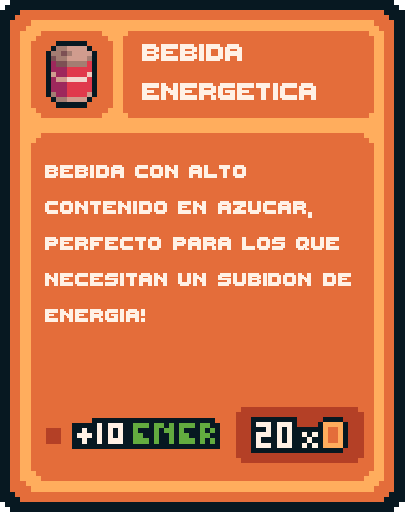 BEBIDA
ENERGETICA
BEBIDA CON ALTO
CONTENIDO EN AZUCAR,
PERFECTO PARA LOS QUE
NECESITAN UN SUBIDON DE
ENERGIA!
+10 ENER
20x